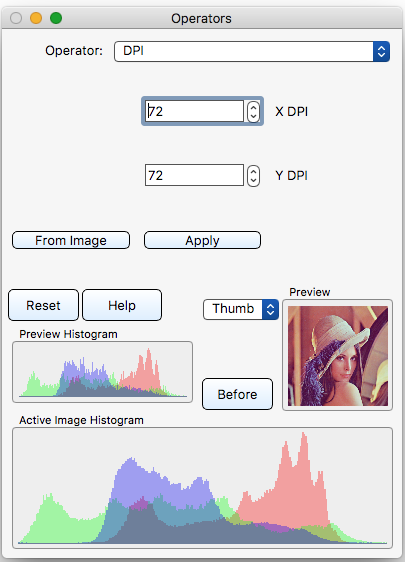 Operators
Operator: DPI
72 X DPI
72 Y DPI
From Image Apply
Reset Help Thumb Preview
Preview Histogram
Before
Active Image Histogram